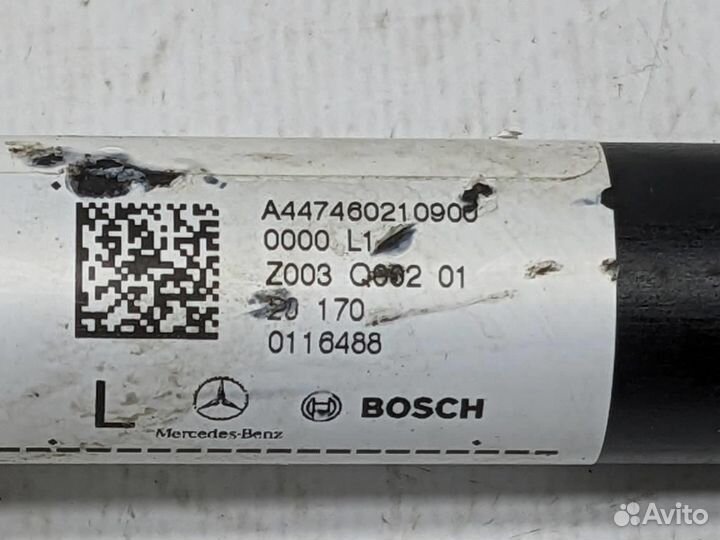 A447460210900
0000 L1
Z003 Q002 01
20 170
0116488
L
Mercedes-Benz
BOSCH
Avito